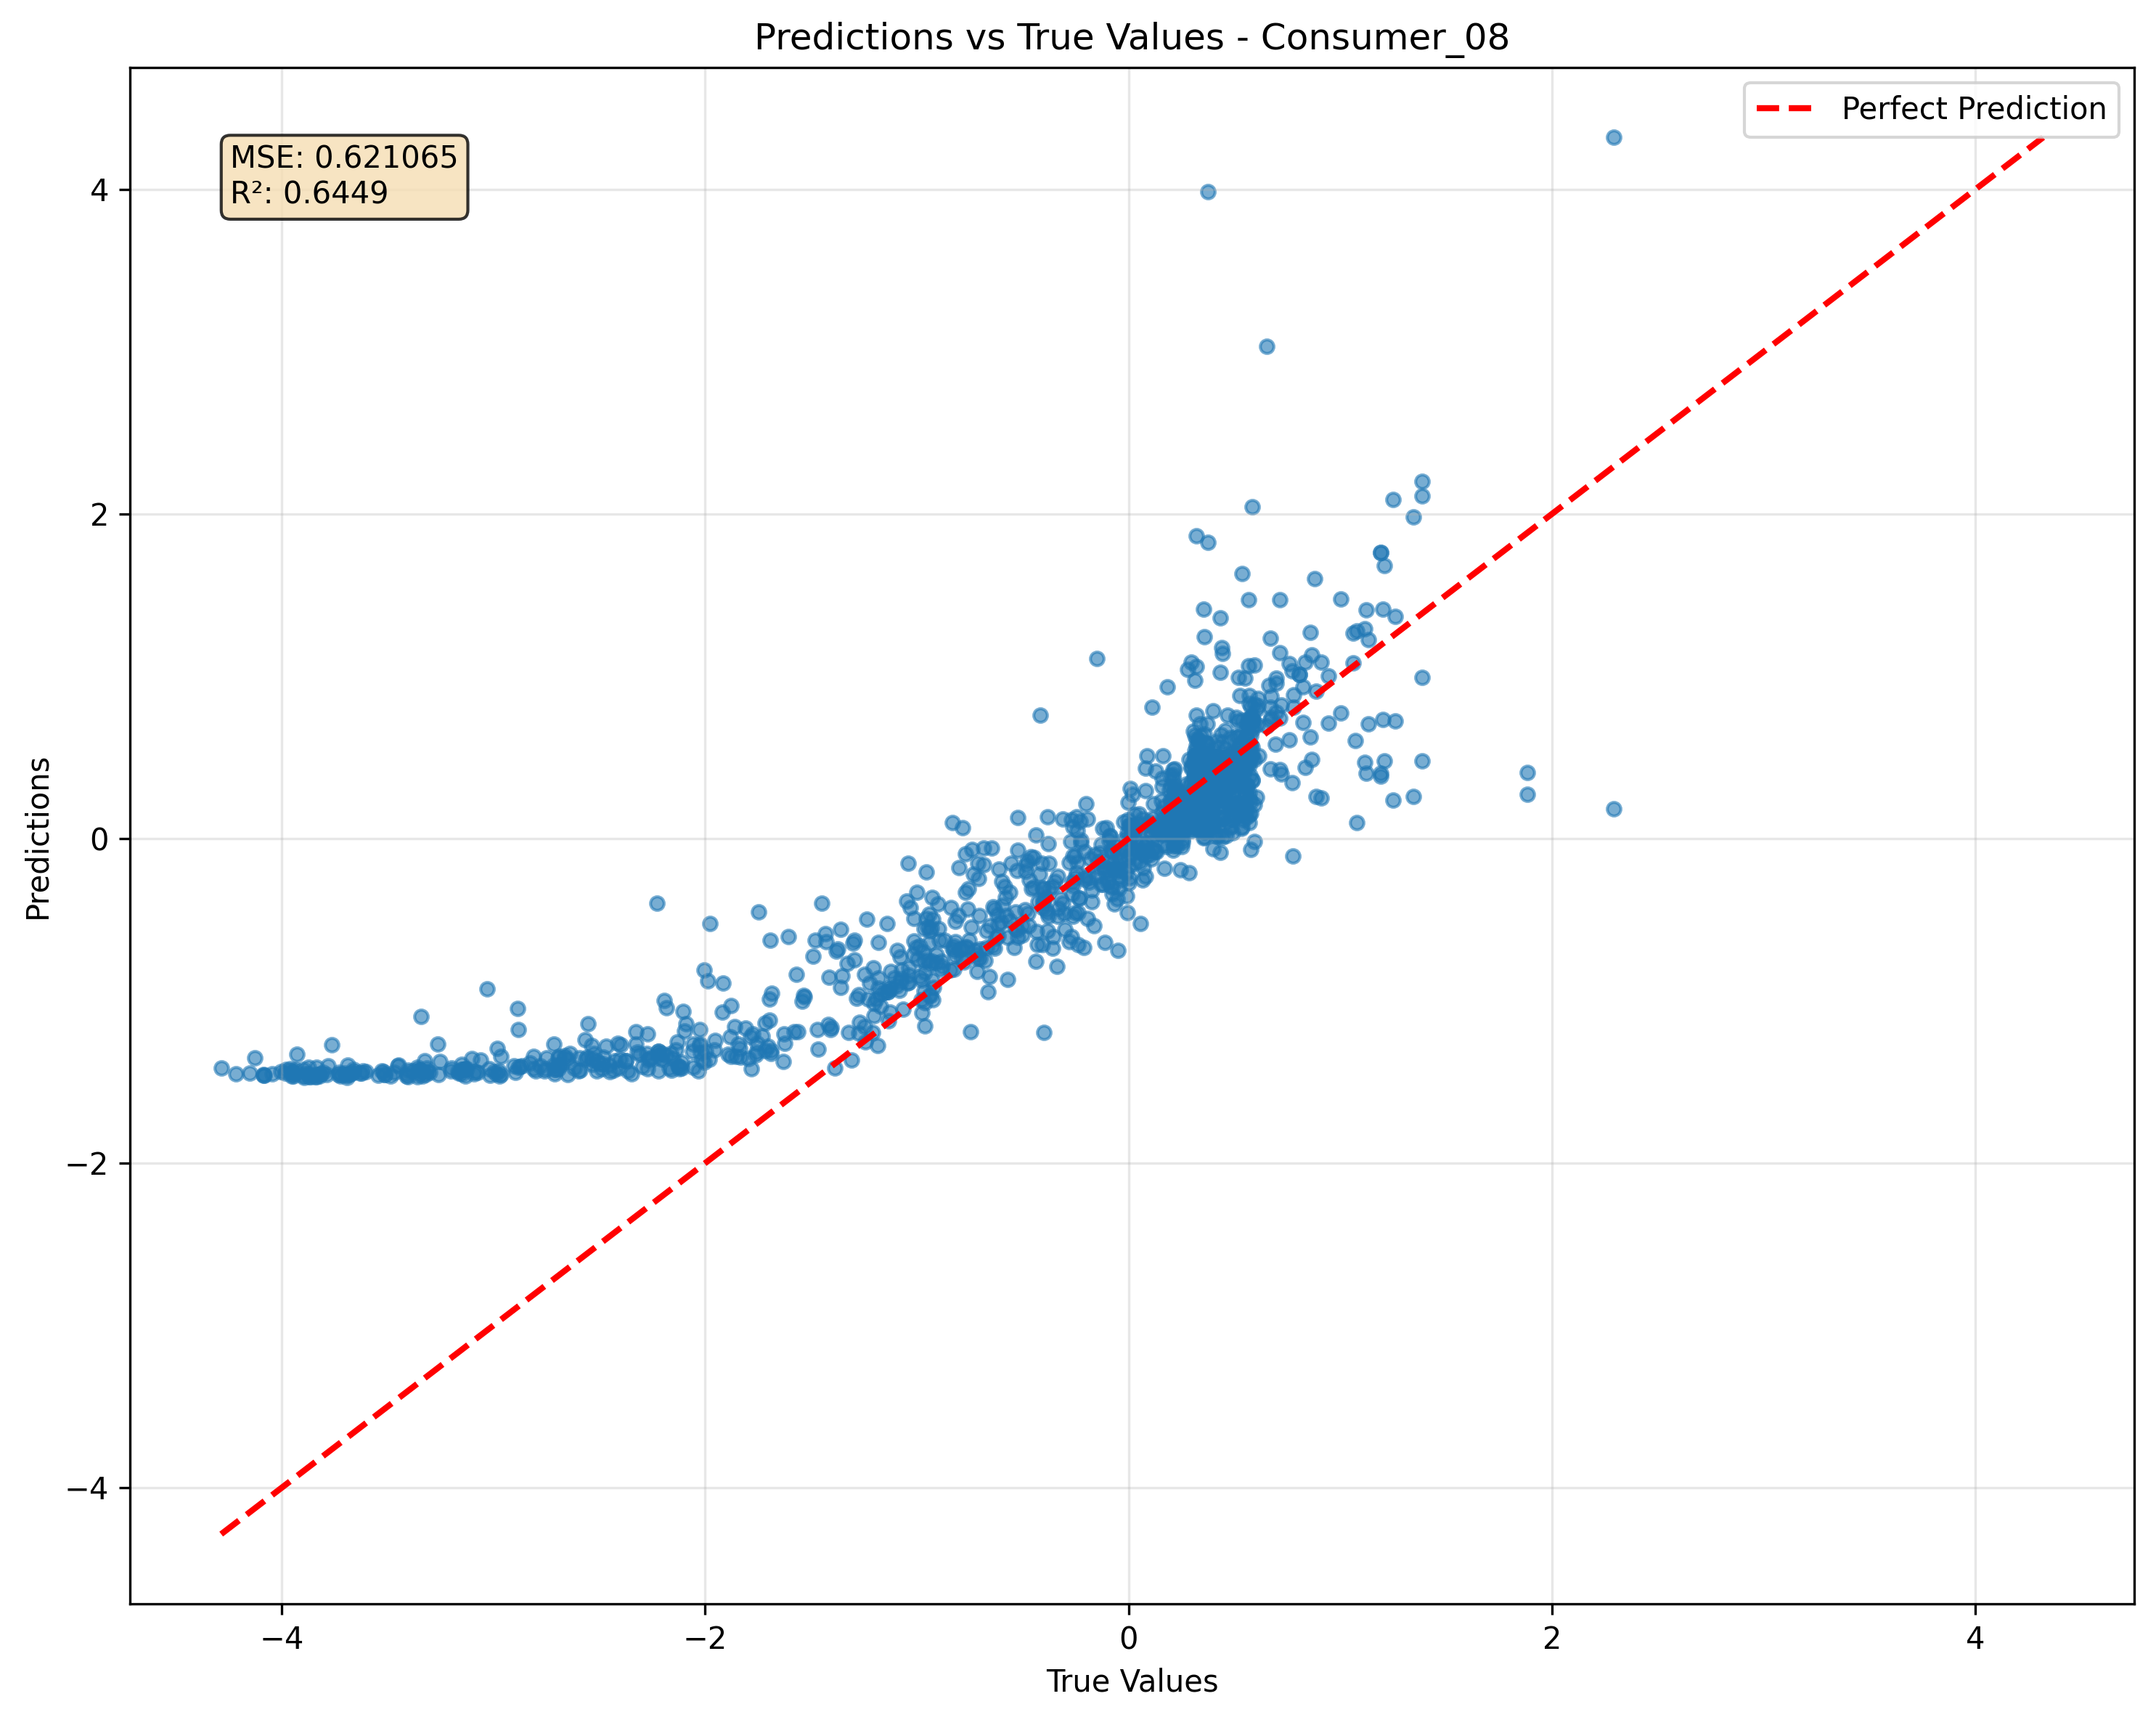 Predictions vs True Values - Consumer_08
Perfect Prediction
MSE: 0.621065
R²: 0.6449
4
2
0
−2
−4
Predictions
−4
−2
0
2
4
True Values